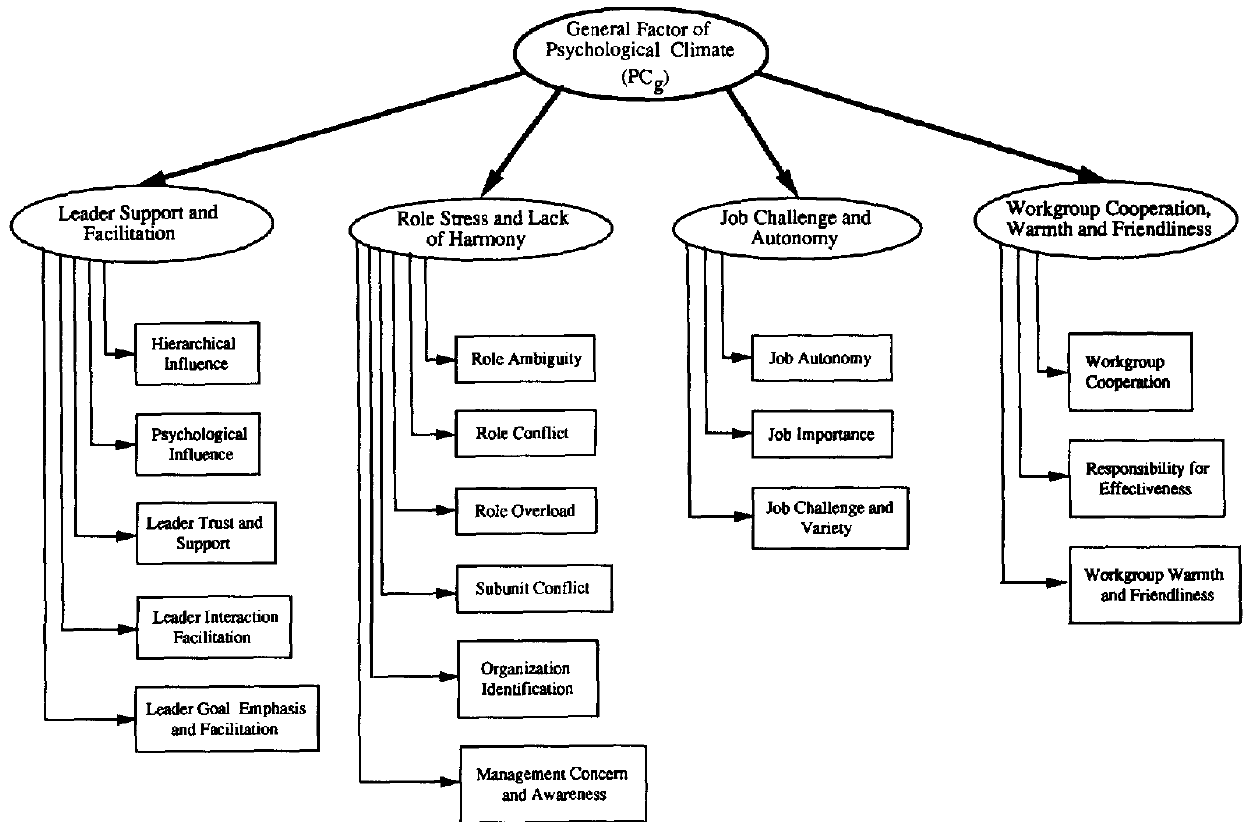 General Factor of
Psychological Climate
(PCg)
Leader Support and
Facilitation
Hierarchical
Influence
Psychological
Influence
Leader Trust and
Support
Leader Interaction
Facilitation
Leader Goal Emphasis
and Facilitation
Role Stress and Lack
of Harmony
Role Ambiguity
Role Conflict
Role Overload
Subunit Conflict
Organization
Identification
Management Concern
and Awareness
Job Challenge and
Autonomy
Job Autonomy
Job Importance
Job Challenge and
Variety
Workgroup Cooperation,
Warmth and Friendliness
Workgroup
Cooperation
Responsibility for
Effectiveness
Workgroup Warmth
and Friendliness